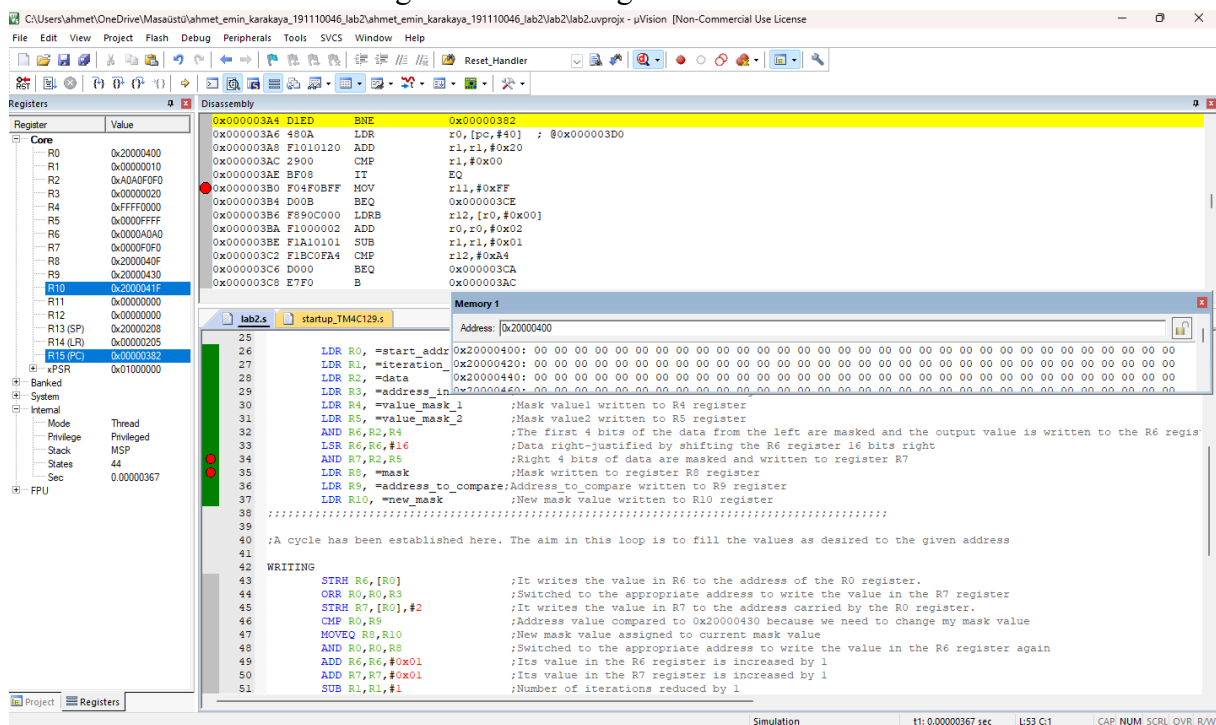 C:\Users\ahmet\OneDrive\Masaüstü\ahmet_emin_karakaya_191110046_lab2\ahmet_emin_karakaya_191110046_lab2\lab2\lab2.uvprojx - µVision [Non-Commercial Use License
File Edit View Project Flash Debug Peripherals Tools SVCS Window Help
Reset_Handler
RST
Registers
Register Value
Core
R0 0x20000400
R1 0x00000010
R2 0xA0A0F0F0
R3 0x00000020
R4 0xFFFF0000
R5 0x0000FFFF
R6 0x0000A0A0
R7 0x0000F0F0
R8 0x2000040F
R9 0x20000430
R10 0x2000041F
R11 0x00000000
R12 0x00000000
R13 (SP) 0x20000208
R14 (LR) 0x00000205
R15 (PC) 0x00000382
xPSR 0x01000000
Banked
System
Internal
Mode Thread
Privilege Privileged
Stack MSP
States 44
Sec 0.00000367
FPU
Project Registers
Disassembly
0x000003A4 D1ED BNE 0x00000382
0x000003A6 480A LDR r0,[pc,#40] ; @0x000003D0
0x000003A8 F1010120 ADD r1,r1,#0x20
0x000003AC 2900 CMP r1,#0x00
0x000003AE BF08 IT EQ
0x000003B0 F04F0BFF MOV r11,#0xFF
0x000003B4 D00B BEQ 0x000003CE
0x000003B6 F890C000 LDRB r12,[r0,#0x00]
0x000003BA F1000002 ADD r0,r0,#0x02
0x000003BE F1A10101 SUB r1,r1,#0x01
0x000003C2 F1BC0FA4 CMP r12,#0xA4
0x000003C6 D000 BEQ 0x000003CA
0x000003C8 E7F0 B 0x000003AC
Memory 1
Address: 0x20000400
0x20000400: 00 00 00 00 00 00 00 00 00 00 00 00 00 00 00 00 00 00 00 00 00 00 00 00 00 00 00 00 00 00 00 00
0x20000420: 00 00 00 00 00 00 00 00 00 00 00 00 00 00 00 00 00 00 00 00 00 00 00 00 00 00 00 00 00 00 00 00
0x20000440: 00 00 00 00 00 00 00 00 00 00 00 00 00 00 00 00 00 00 00 00 00 00 00 00 00 00 00 00 00 00 00 00
lab2.s startup_TM4C129.s
25
26 LDR R0, =start_addr
27 LDR R1, =iteration_
28 LDR R2, =data
29 LDR R3, =address_in
30 LDR R4, =value_mask_1 ;Mask value1 written to R4 register
31 LDR R5, =value_mask_2 ;Mask value2 written to R5 register
32 AND R6,R2,R4 ;The first 4 bits of the data from the left are masked and the output value is written to the R6 regis
33 LSR R6,R6,#16 ;Data right-justified by shifting the R6 register 16 bits right
34 AND R7,R2,R5 ;Right 4 bits of data are masked and written to register R7
35 LDR R8, =mask ;Mask written to register R8 register
36 LDR R9, =address_to_compare;Address_to_compare written to R9 register
37 LDR R10, =new_mask ;New mask value written to R10 register
38 ;;;;;;;;;;;;;;;;;;;;;;;;;;;;;;;;;;;;;;;;;;;;;;;;;;;;;;;;;;;;;;;;;;;;;;;;;;;;;;;;;;;;;;;;;;;;
39
40 ;A cycle has been established here. The aim in this loop is to fill the values as desired to the given address
41
42 WRITING
43 STRH R6,[R0] ;It writes the value in R6 to the address of the R0 register.
44 ORR R0,R0,R3 ;Switched to the appropriate address to write the value in the R7 register
45 STRH R7,[R0],#2 ;It writes the value in R7 to the address carried by the R0 register.
46 CMP R0,R9 ;Address value compared to 0x20000430 because we need to change my mask value
47 MOVEQ R8,R10 ;New mask value assigned to current mask value
48 AND R0,R0,R8 ;Switched to the appropriate address to write the value in the R6 register again
49 ADD R6,R6,#0x01 ;Its value in the R6 register is increased by 1
50 ADD R7,R7,#0x01 ;Its value in the R7 register is increased by 1
51 SUB R1,R1,#1 ;Number of iterations reduced by 1
Simulation t1: 0.00000367 sec L:53 C:1 CAP NUM SCRL OVR R/W